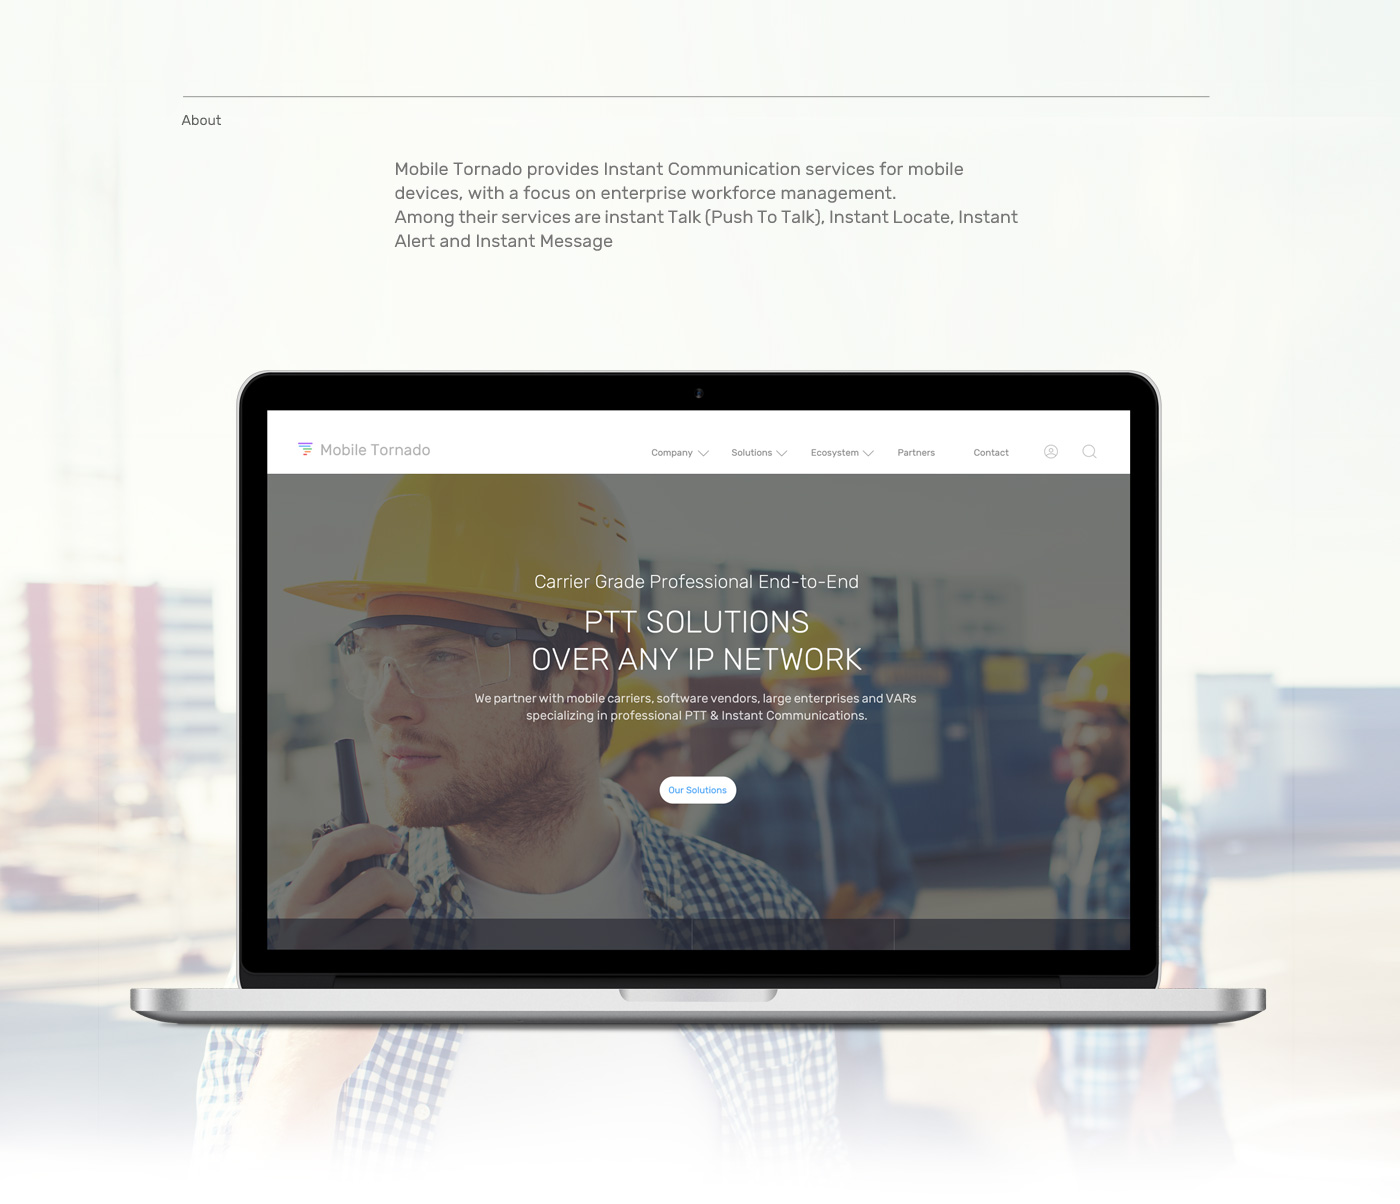 About
Mobile Tornado provides Instant Communication services for mobile
devices, with a focus on enterprise workforce management.
Among their services are instant Talk (Push To Talk), Instant Locate, Instant
Alert and Instant Message
Mobile Tornado
Company
Solutions
Ecosystem
Partners
Contact
Carrier Grade Professional End-to-End
PTT SOLUTIONS
OVER ANY IP NETWORK
We partner with mobile carriers, software vendors, large enterprises and VARs
specializing in professional PTT & Instant Communications.
Our Solutions